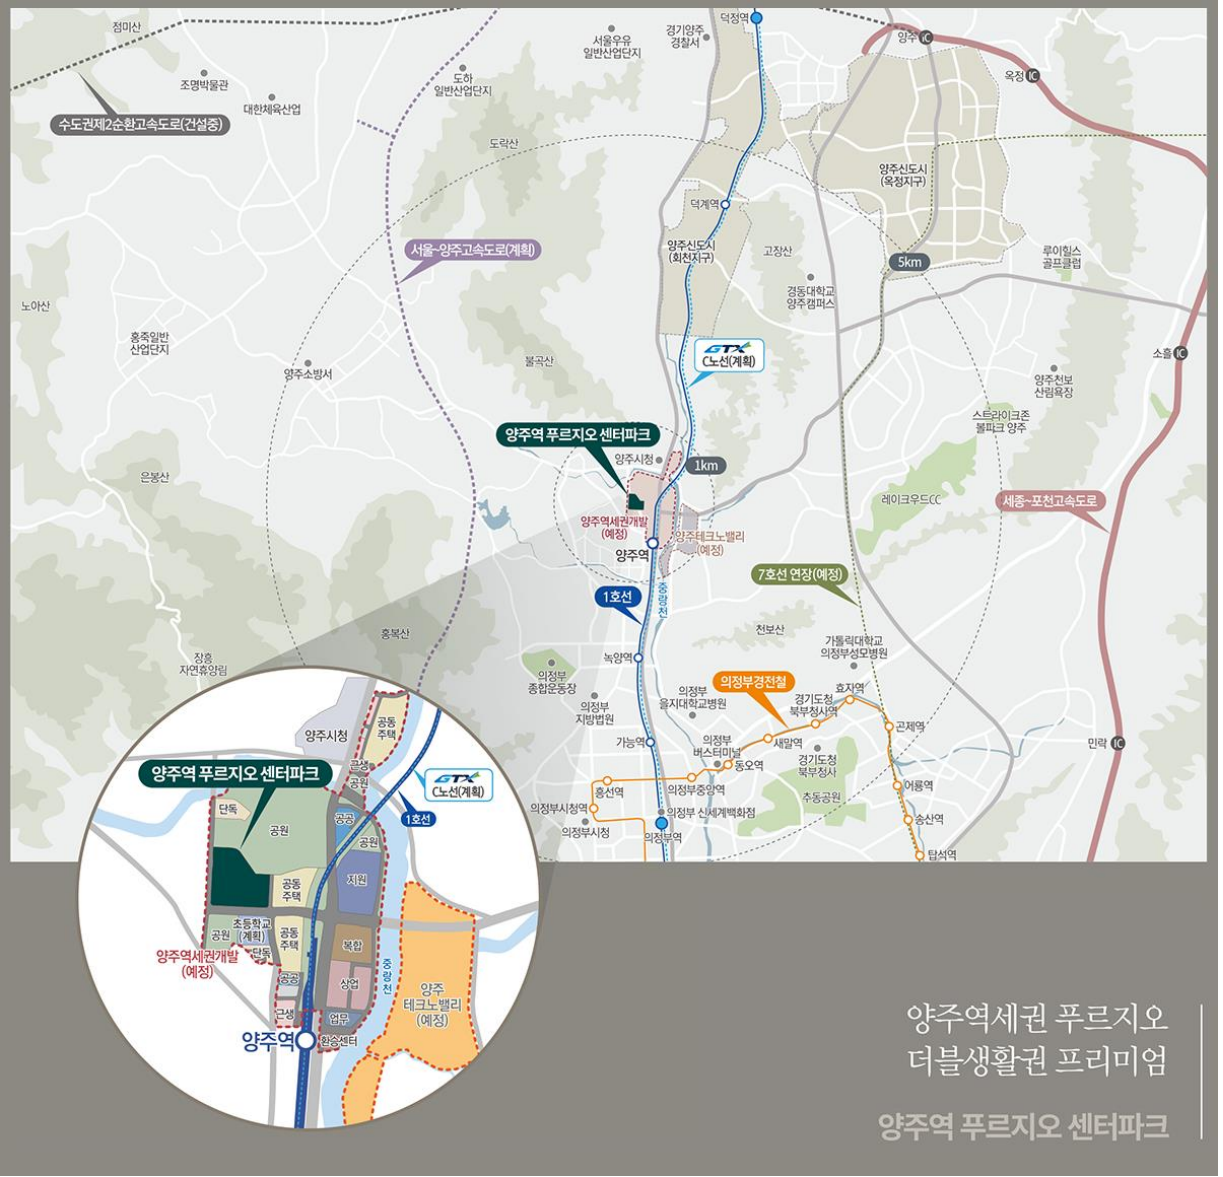 점미산
덕정역
서울우유
일반산업단지
경기양주
경찰서
양주 IC
옥정 IC
조명박물관
대한체육산업
도하
일반산업단지
수도권제2순환고속도로(건설중)
도락산
양주신도시
(옥정지구)
덕계역
서울~양주고속도로(계획)
양주신도시
(회천지구)
고장산
5km
루이힐스
골프클럽
노아산
경동대학교
양주캠퍼스
홍죽일반
산업단지
GTX
C노선(계획)
소흘 IC
불곡산
양주소방서
양주천보
산림욕장
스트라이크존
볼파크 양주
양주역 푸르지오 센터파크
양주시청
1km
은봉산
레이크우드CC
세종~포천고속도로
양주역세권개발
(예정)
양주테크노밸리
(예정)
양주역
7호선 연장(예정)
1호선
중랑천
천보산
홍복산
가톨릭대학교
의정부성모병원
장흥
자연휴양림
녹양역
의정부
종합운동장
의정부경전철
효자역
의정부
을지대학교병원
경기도청
북부청사역
의정부
지방법원
곤제역
가능역
의정부
버스터미널
새말역
동오역
경기도청
북부청사
민락 IC
흥선역
의정부중앙역
어룡역
추동공원
의정부시청역
의정부 신세계백화점
송산역
의정부시청
의정부역
탑석역
공동
주택
양주시청
근생
공원
양주역 푸르지오 센터파크
GTX
C노선(계획)
단독
공원
공공
1호선
공원
공동
주택
지원
초등학교
(계획)
공원
공동
주택
단독
복합
양주역세권개발
(예정)
중랑천
공공
상업
양주
테크노밸리
(예정)
근생
업무
양주역
환승센터
양주역세권 푸르지오
더블생활권 프리미엄
양주역 푸르지오 센터파크